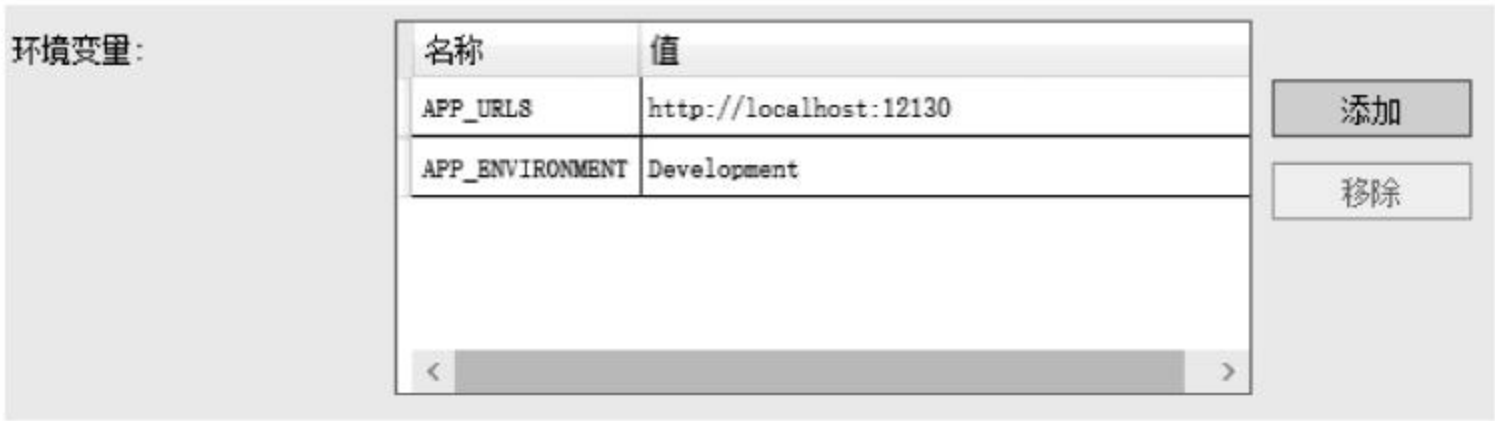 环境变量:
名称 值
APP_URLS http://localhost:12130
添加
APP_ENVIRONMENT Development
移除